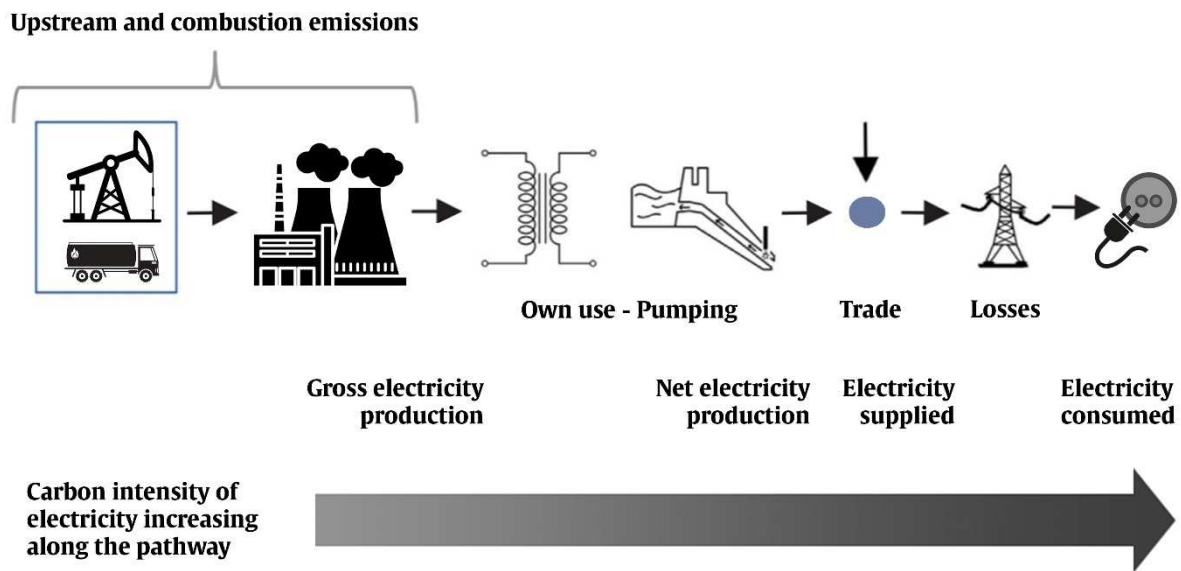 Upstream and combustion emissions
Own use - Pumping
Trade
Losses
Gross electricity
production
Net electricity
production
Electricity
supplied
Electricity
consumed
Carbon intensity of
electricity increasing
along the pathway